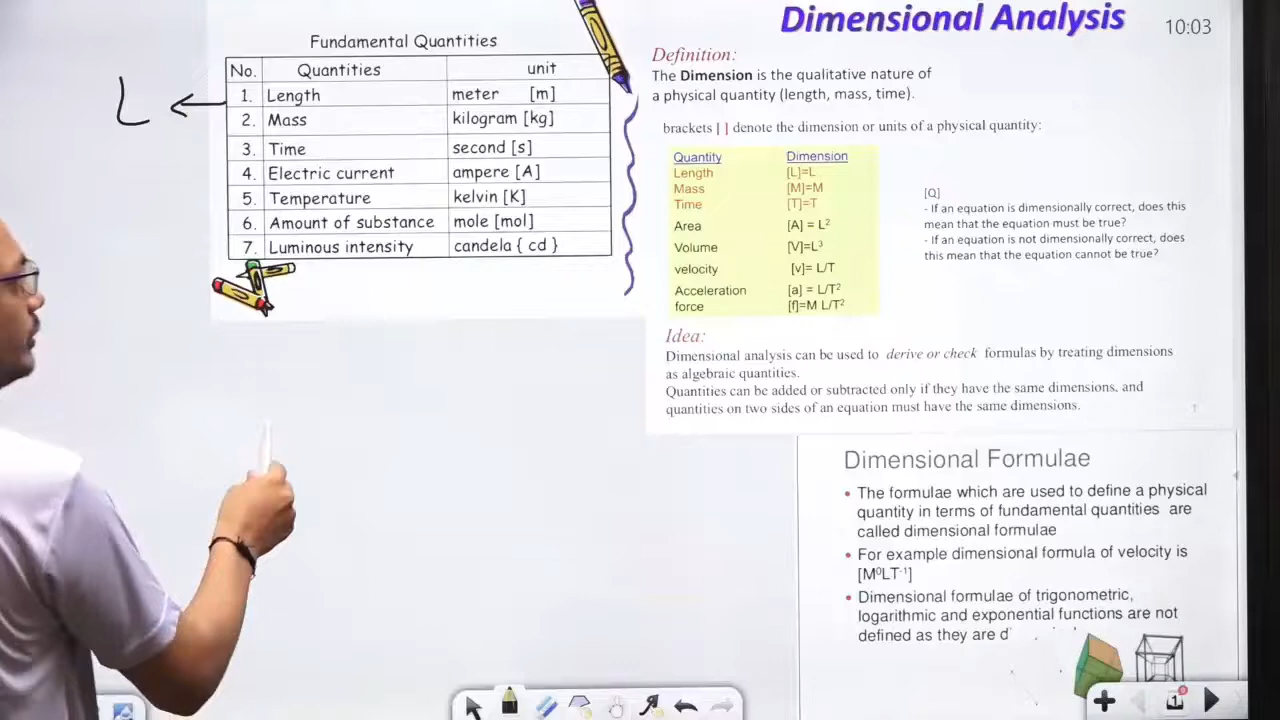 Dimensional Analysis
10:03
Fundamental Quantities
No. Quantities unit
1. Length meter [m]
2. Mass kilogram [kg]
3. Time second [s]
4. Electric current ampere [A]
5. Temperature kelvin [K]
6. Amount of substance mole [mol]
7. Luminous intensity candela { cd }
L
Definition:
The Dimension is the qualitative nature of
a physical quantity (length, mass, time).
brackets [ ] denote the dimension or units of a physical quantity:
Quantity Dimension
Length [L]=L
Mass [M]=M
Time [T]=T
Area [A] = L²
Volume [V]=L³
velocity [v]= L/T
Acceleration [a] = L/T²
force [f]=M L/T²
[Q]
- If an equation is dimensionally correct, does this
mean that the equation must be true?
- If an equation is not dimensionally correct, does
this mean that the equation cannot be true?
Idea:
Dimensional analysis can be used to derive or check formulas by treating dimensions
as algebraic quantities.
Quantities can be added or subtracted only if they have the same dimensions, and
quantities on two sides of an equation must have the same dimensions.
Dimensional Formulae
• The formulae which are used to define a physical
quantity in terms of fundamental quantities are
called dimensional formulae
• For example dimensional formula of velocity is
[M⁰LT⁻¹]
• Dimensional formulae of trigonometric,
logarithmic and exponential functions are not
defined as they are